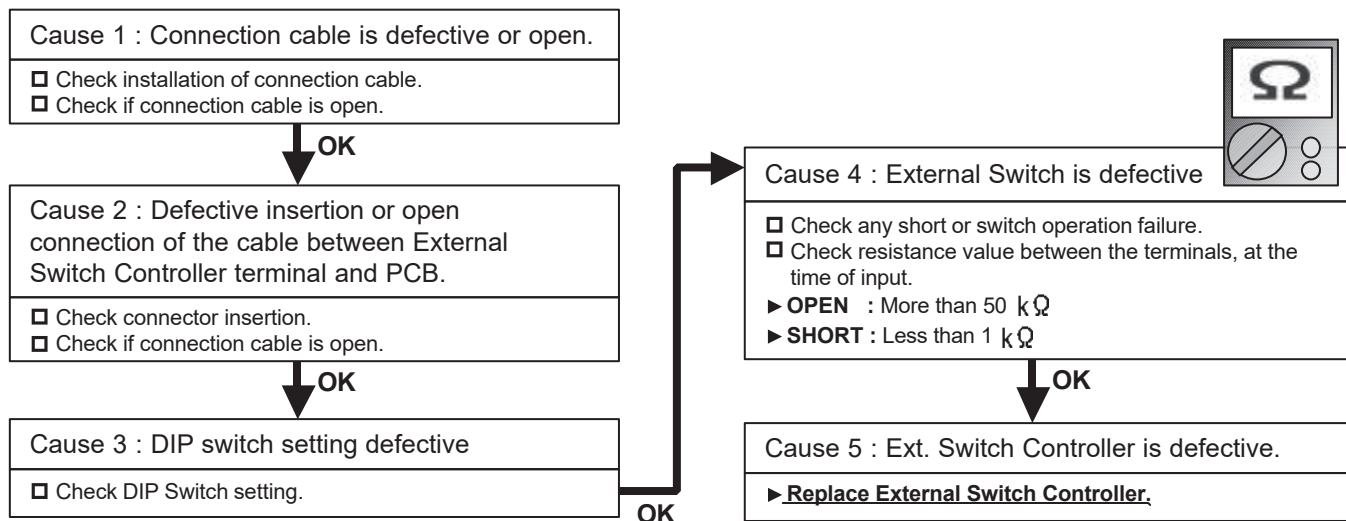 Cause 1 : Connection cable is defective or open.
□ Check installation of connection cable.
□ Check if connection cable is open.
OK
Cause 2 : Defective insertion or open
connection of the cable between External
Switch Controller terminal and PCB.
□ Check connector insertion.
□ Check if connection cable is open.
OK
Cause 3 : DIP switch setting defective
□ Check DIP Switch setting.
OK
Ω
Cause 4 : External Switch is defective
□ Check any short or switch operation failure.
□ Check resistance value between the terminals, at the
time of input.
►OPEN : More than 50 kΩ
►SHORT : Less than 1 kΩ
OK
Cause 5 : Ext. Switch Controller is defective.
►Replace External Switch Controller.